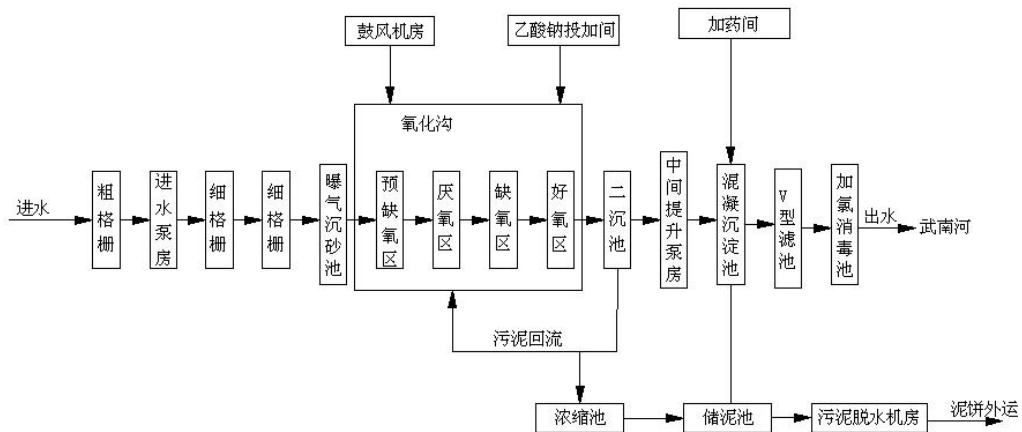 鼓风机房
乙酸钠投加间
加药间
氧化沟
进水
粗格栅
进水泵房
细格栅
细格栅
曝气沉砂池
预缺氧区
厌氧区
缺氧区
好氧区
二沉池
中间提升泵房
混凝沉淀池
V型滤池
加氯消毒池
出水
武南河
污泥回流
浓缩池
储泥池
污泥脱水机房
泥饼外运